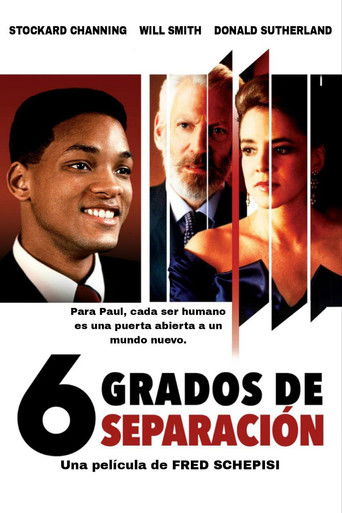 STOCKARD CHANNING WILL SMITH DONALD SUTHERLAND
Para Paul, cada ser humano
es una puerta abierta a un
mundo nuevo.
6 GRADOS DE
SEPARACIÓN
Una película de FRED SCHEPISI